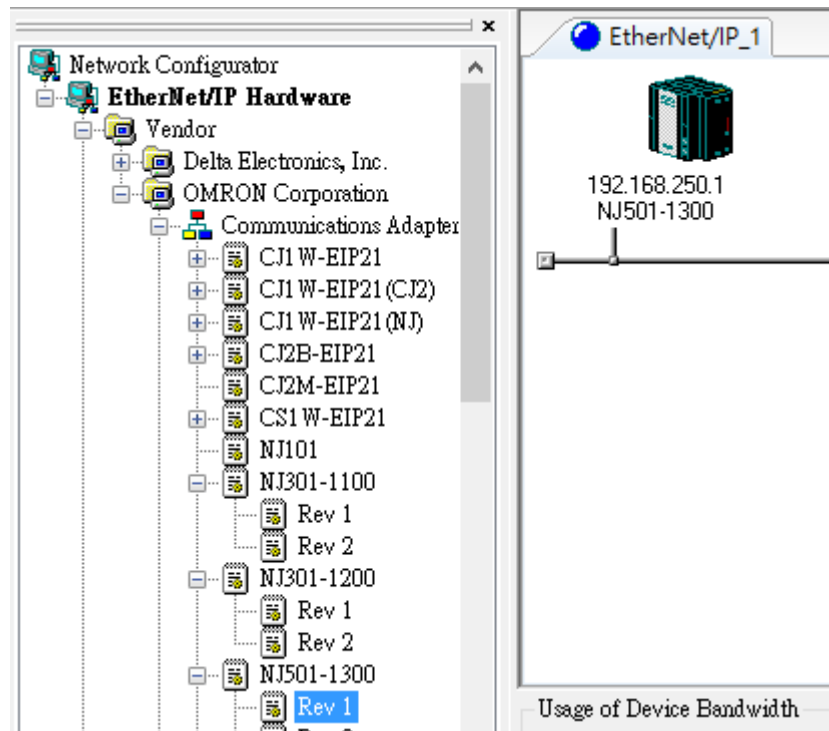 Network Configurator
EtherNet/IP Hardware
Vendor
Delta Electronics, Inc.
OMRON Corporation
Communications Adapter
CJ1W-EIP21
CJ1W-EIP21(CJ2)
CJ1W-EIP21(NJ)
CJ2B-EIP21
CJ2M-EIP21
CS1W-EIP21
NJ101
NJ301-1100
Rev 1
Rev 2
NJ301-1200
Rev 1
Rev 2
NJ501-1300
Rev 1
EtherNet/IP_1
192.168.250.1
NJ501-1300
Usage of Device Bandwidth